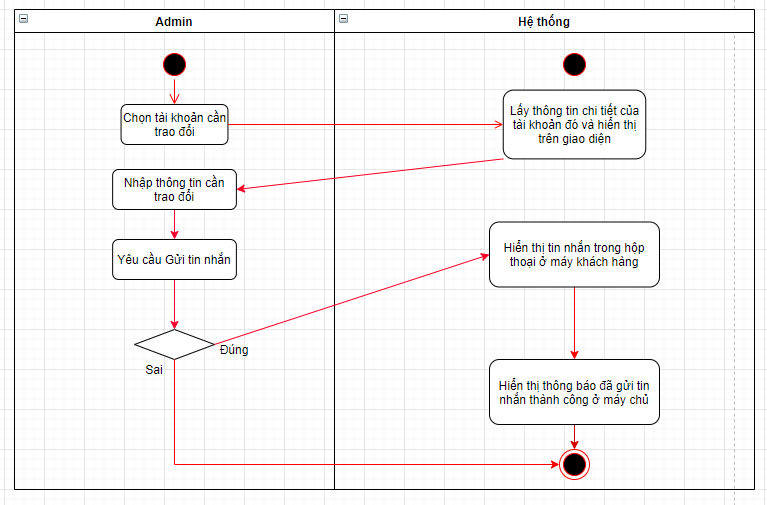 Admin
Hệ thống
Chọn tài khoản cần
trao đổi
Lấy thông tin chi tiết của
tài khoản đó và hiển thị
trên giao diện
Nhập thông tin cần
trao đổi
Yêu cầu Gửi tin nhắn
Hiển thị tin nhắn trong hộp
thoại ở máy khách hàng
Đúng
Sai
Hiển thị thông báo đã gửi tin
nhắn thành công ở máy chủ